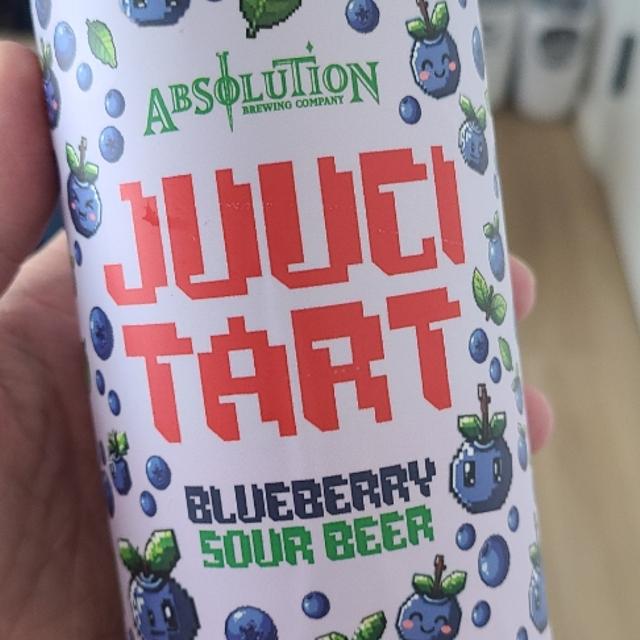 ABSOLUTION
BREWING COMPANY
JUUCI
TART
BLUEBERRY
SOUR BEER